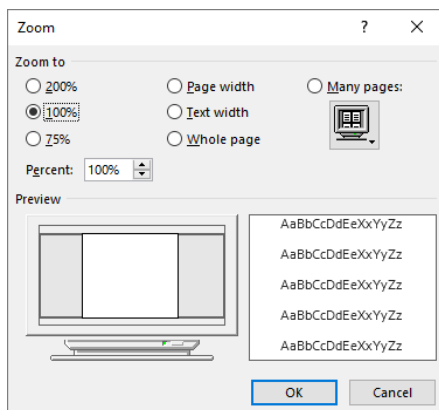 Zoom ?
Zoom to
200% Page width Many pages:
100% Text width
75% Whole page
Percent: 100%
Preview
AaBbCcDdEeXxYyZz
AaBbCcDdEeXxYyZz
AaBbCcDdEeXxYyZz
AaBbCcDdEeXxYyZz
AaBbCcDdEeXxYyZz
OK Cancel